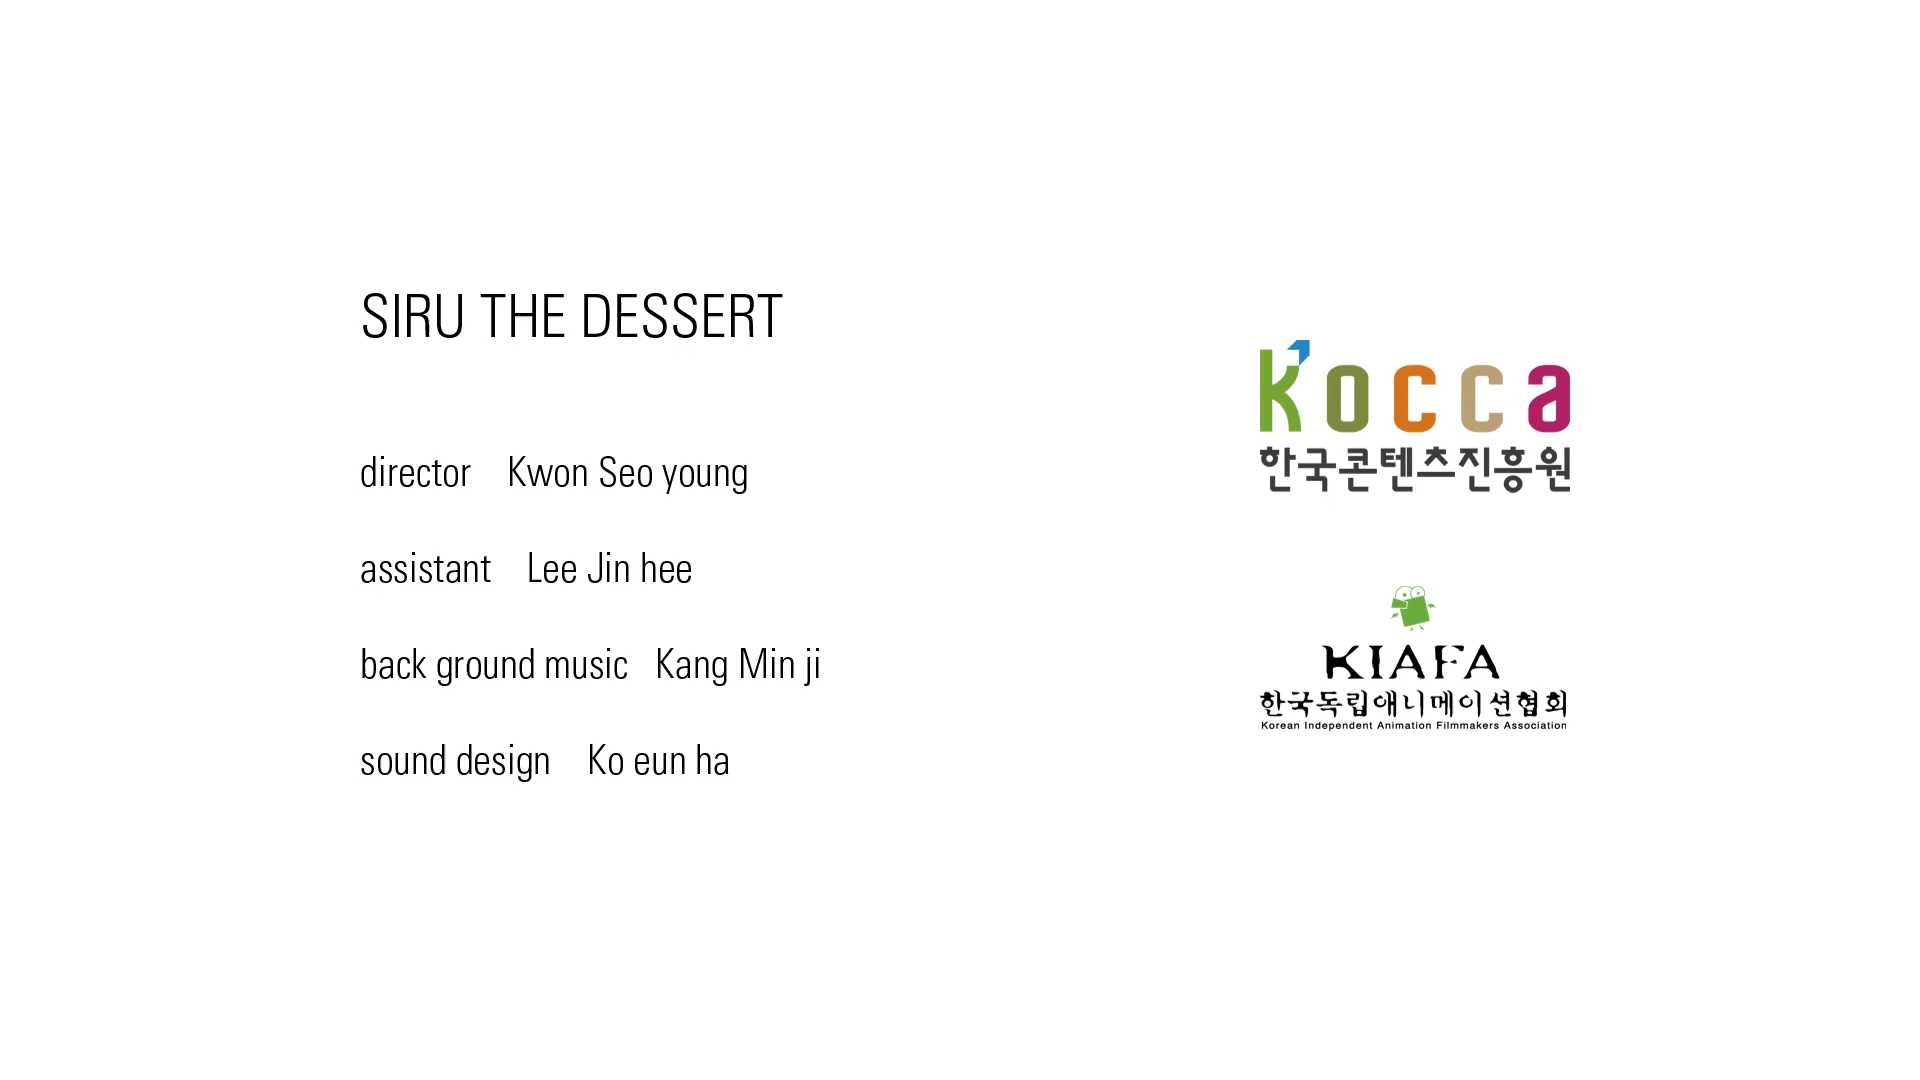 SIRU THE DESSERT
director Kwon Seo young
assistant Lee Jin hee
back ground music Kang Min ji
sound design Ko eun ha
Kocca
한국콘텐츠진흥원
KIAFA
한국독립애니메이션협회
Korean Independent Animation Filmmakers Association